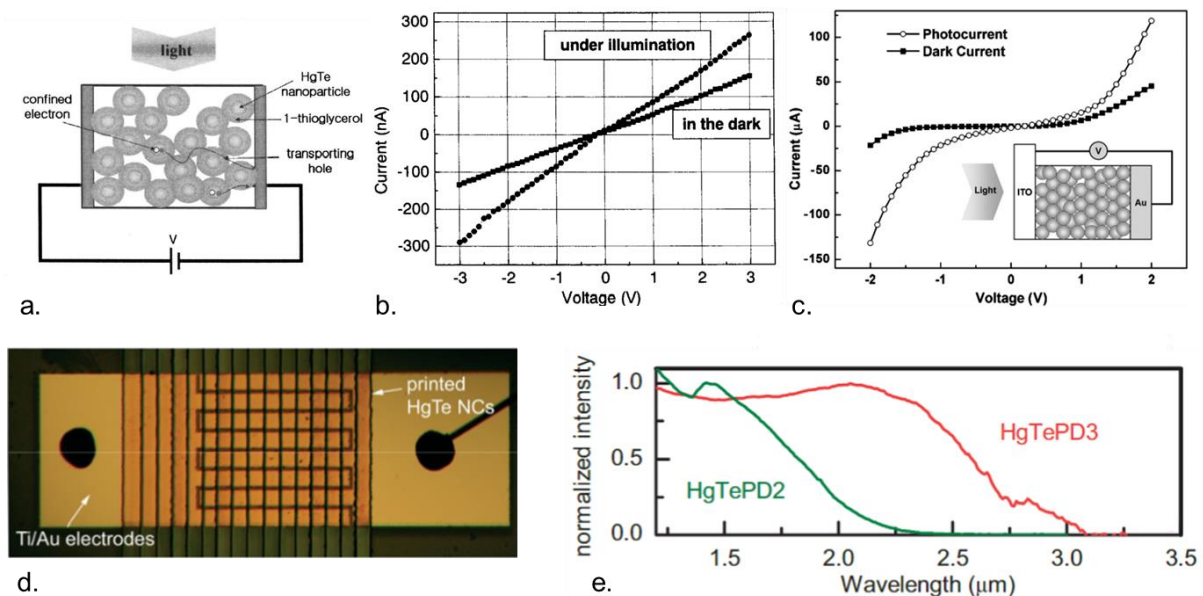 light
HgTe
nanoparticle
confined
electron
1-thioglycerol
transporting
hole
V
a.
300
200
100
0
-100
-200
-300
Current (nA)
under illumination
in the dark
-3 -2 -1 0 1 2 3
Voltage (V)
b.
100
50
0
-50
-100
-150
Current (μA)
Photocurrent
Dark Current
V
Light
ITO
Au
-2 -1 0 1 2
Voltage (V)
c.
printed
HgTe NCs
Ti/Au electrodes
d.
1.0
0.5
0.0
normalized intensity
HgTePD3
HgTePD2
1.5 2.0 2.5 3.0 3.5
Wavelength (μm)
e.